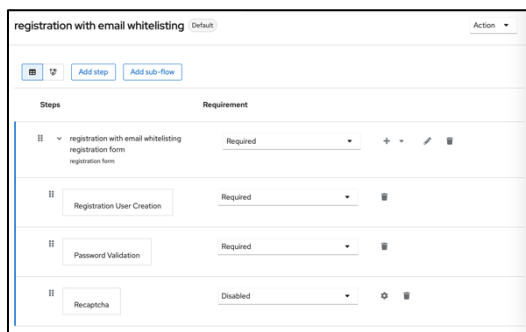 registration with email whitelisting Default Action
Add step Add sub-flow
Steps Requirement
registration with email whitelisting
registration form
registration form
Required
Registration User Creation Required
Password Validation Required
Recaptcha Disabled